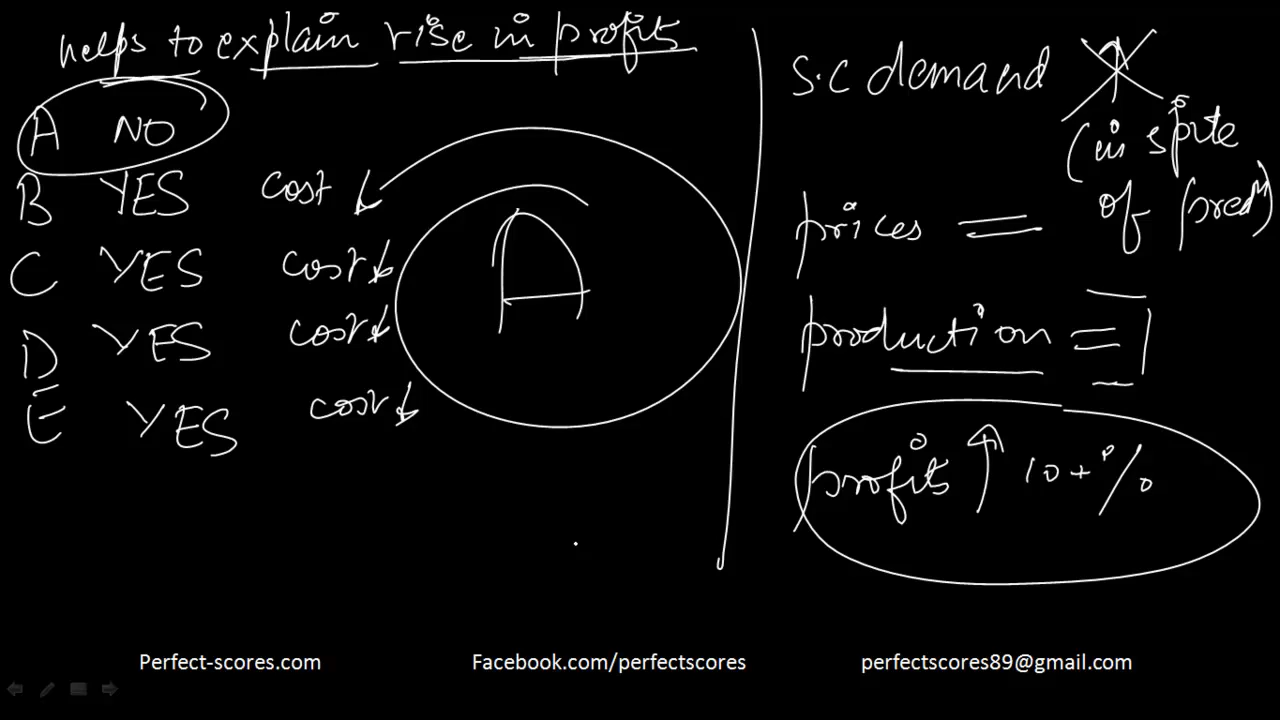 helps to explain rise in profits
A NO
B YES cost ↓
C YES cost ↓
D YES cost ↓
E YES cost ↓
A
S.C demand ↑
(in spite
of predⁿ)
prices =
production =
profits ↑ 10+%
Perfect-scores.com
Facebook.com/perfectscores
perfectscores89@gmail.com